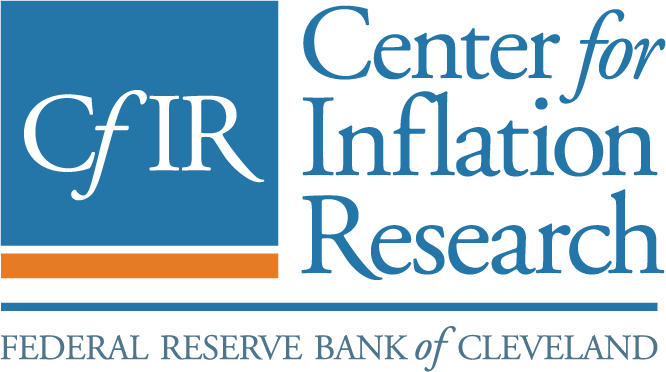 CfIR
Center for
Inflation
Research
FEDERAL RESERVE BANK of CLEVELAND